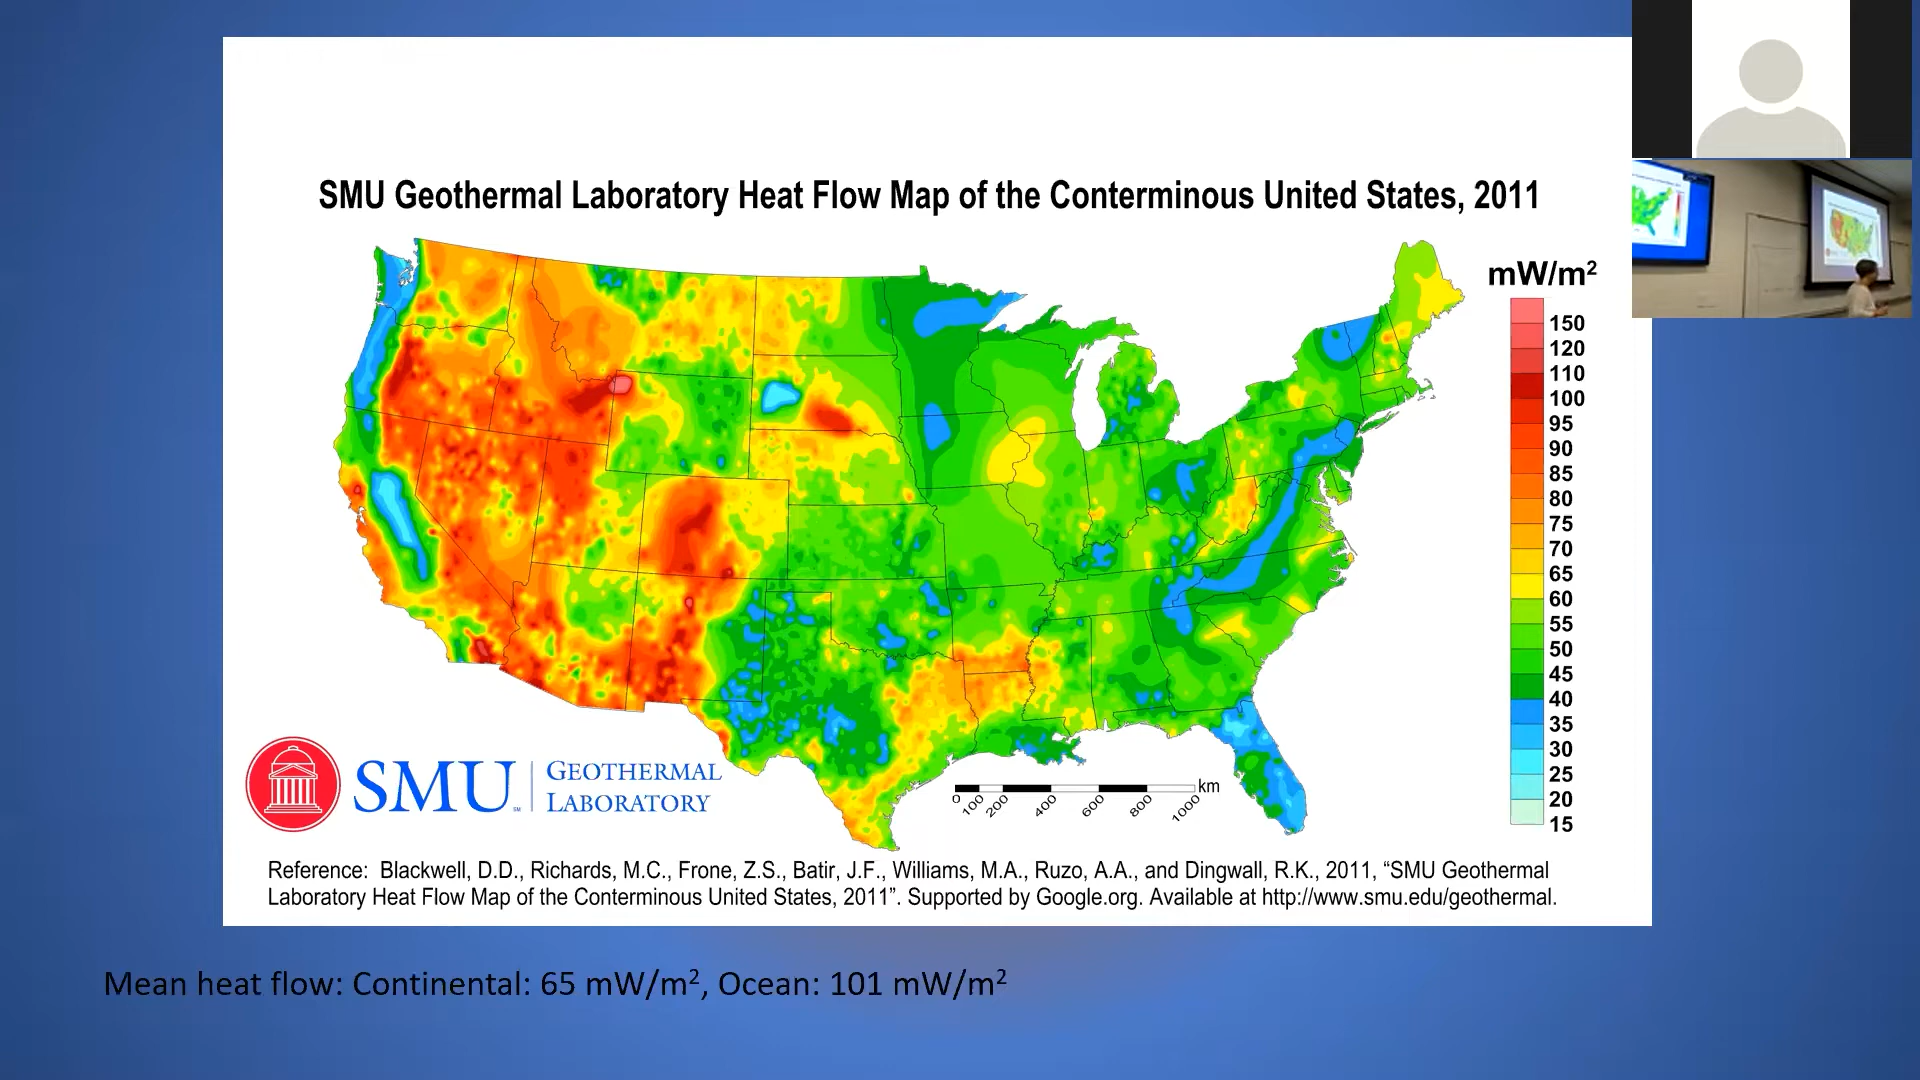 SMU Geothermal Laboratory Heat Flow Map of the Conterminous United States, 2011
mW/m²
150
120
110
100
95
90
85
80
75
70
65
60
55
50
45
40
35
30
25
20
15
SMU GEOTHERMAL
LABORATORY
0 100 200 400 600 800 1000 km
Reference: Blackwell, D.D., Richards, M.C., Frone, Z.S., Batir, J.F., Williams, M.A., Ruzo, A.A., and Dingwall, R.K., 2011, “SMU Geothermal
Laboratory Heat Flow Map of the Conterminous United States, 2011”. Supported by Google.org. Available at http://www.smu.edu/geothermal.
Mean heat flow: Continental: 65 mW/m², Ocean: 101 mW/m²